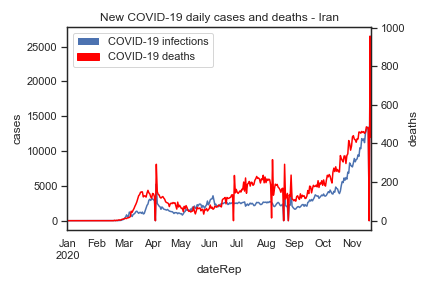 New COVID-19 daily cases and deaths - Iran
COVID-19 infections
COVID-19 deaths
25000
20000
15000
10000
5000
0
cases
1000
800
600
400
200
0
deaths
Jan Feb Mar Apr May Jun Jul Aug Sep Oct Nov
2020
dateRep